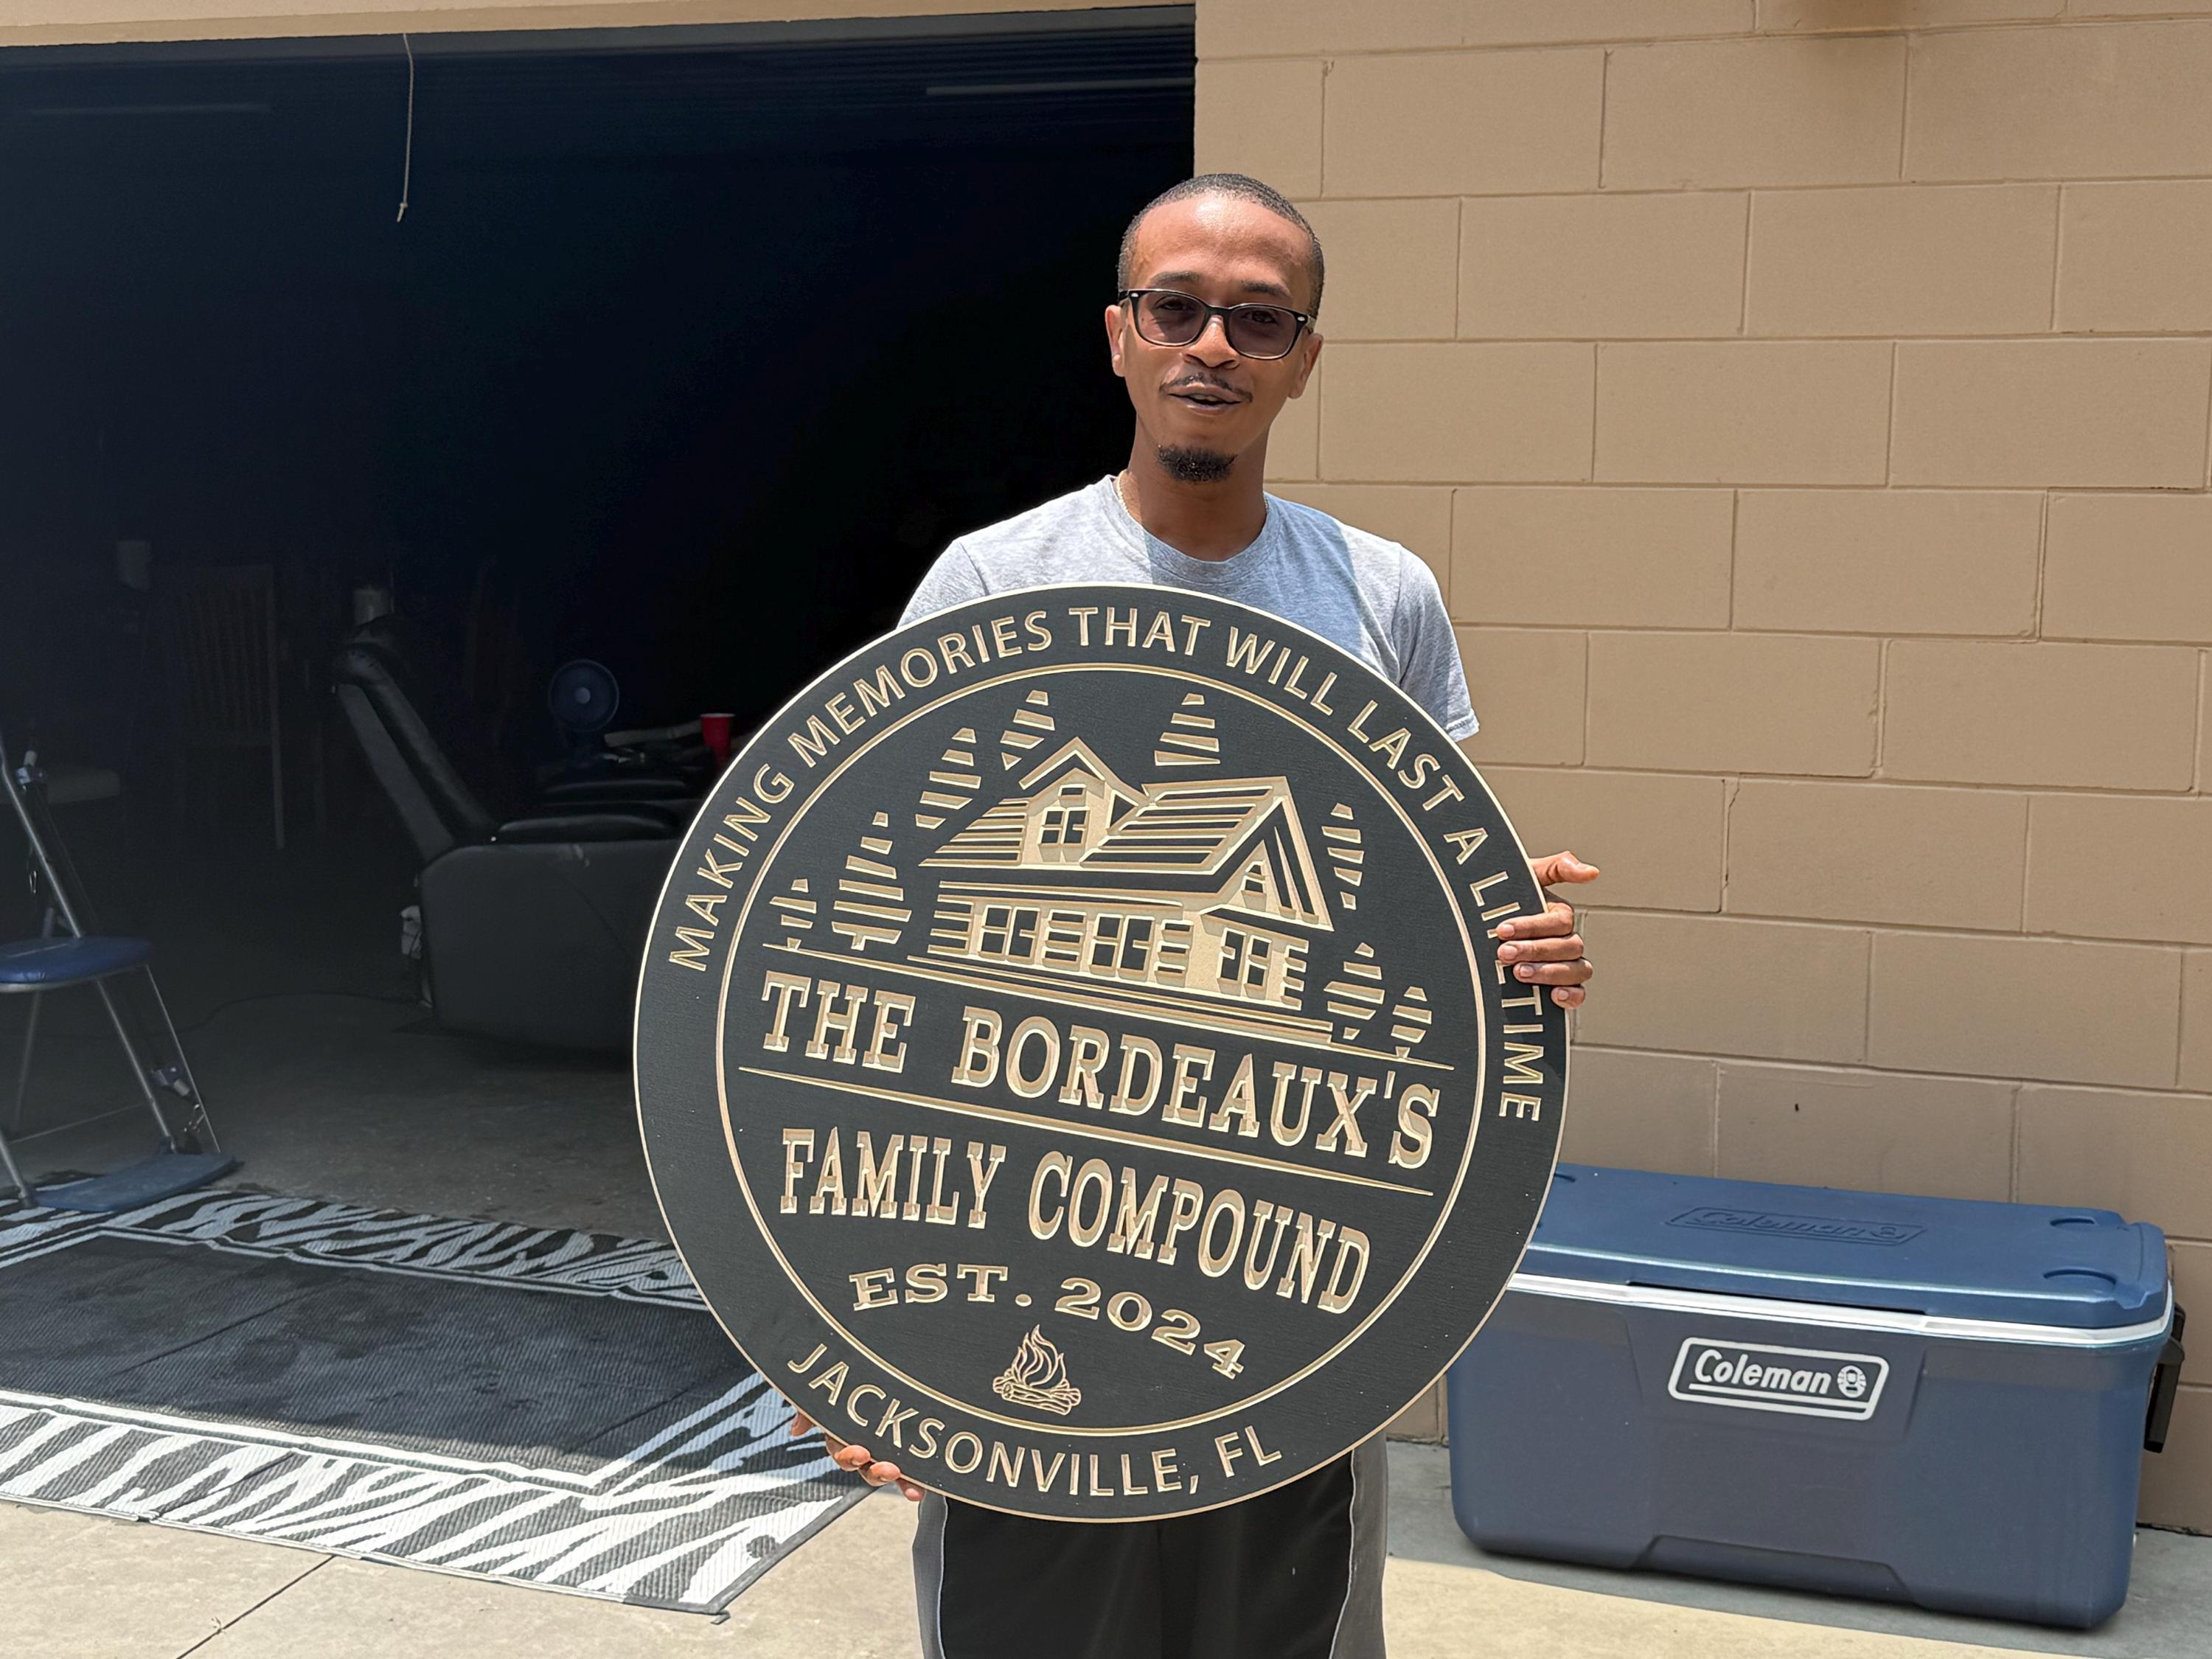 MAKING MEMORIES THAT WILL LAST A LIFETIME
THE BORDEAUX'S
FAMILY COMPOUND
EST. 2024
JACKSONVILLE, FL
Coleman
Coleman